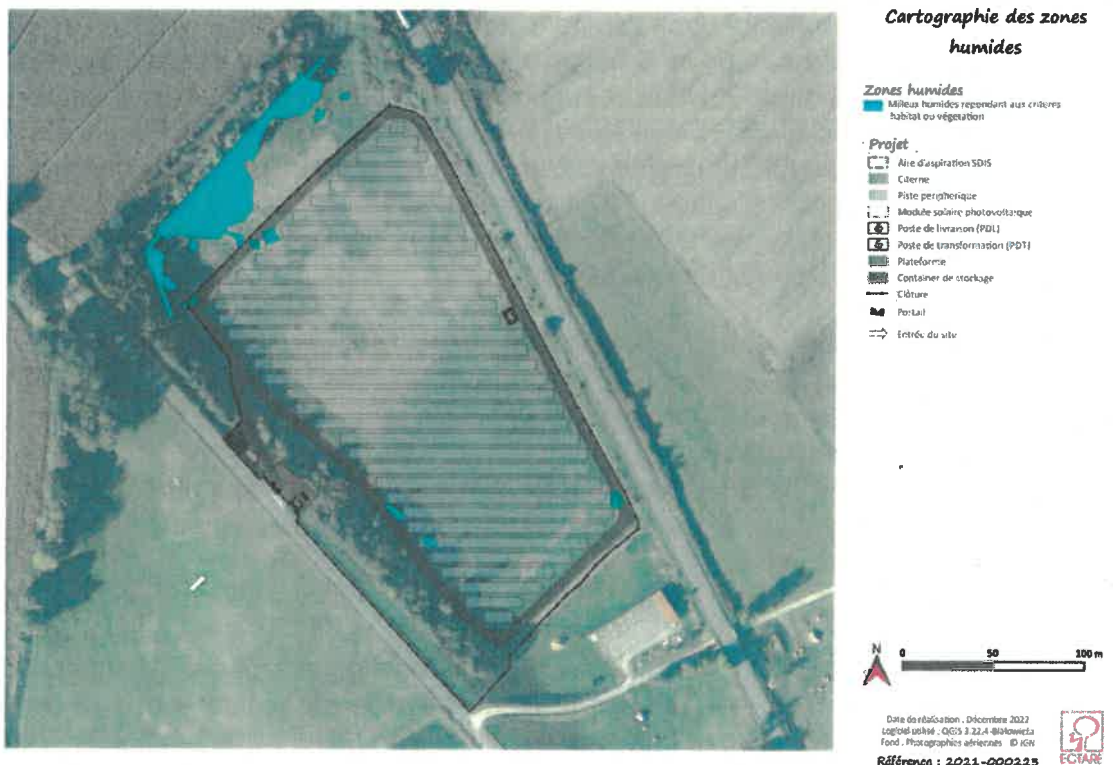 Cartographie des zones
humides
Zones humides
Milieux humides répondant aux critères
habitat ou végétation
Projet
Aire d'aspiration SDIS
Citerne
Piste peripherique
Module solaire photovoltaïque
Poste de livraison (PDL)
Poste de transformation (PDT)
Plateforme
Container de stockage
Clôture
Portail
Entrée du site
N
0 50 100 m
Date de réalisation : Décembre 2022
Logiciel utilisé : QGIS 3.22.4 -Białowieża
Fond : Photographies aériennes © IGN
Référence : 2021-000223
ECTARE